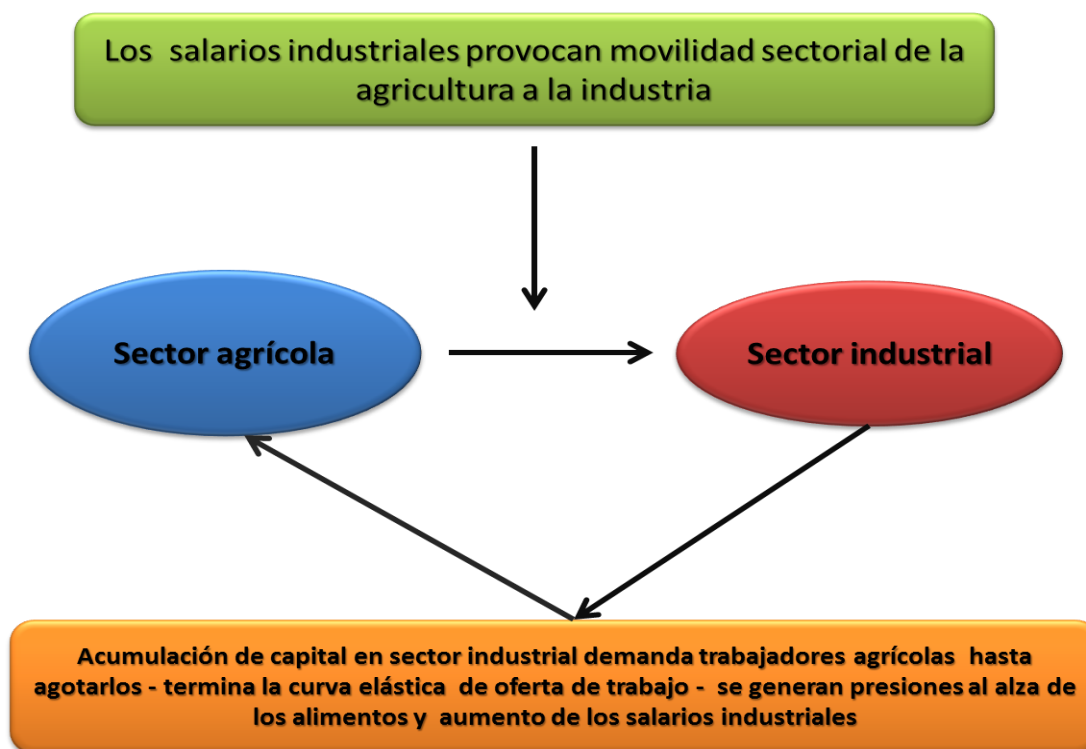 Los salarios industriales provocan movilidad sectorial de la
agricultura a la industria
Sector agrícola
Sector industrial
Acumulación de capital en sector industrial demanda trabajadores agrícolas hasta
agotarlos - termina la curva elástica de oferta de trabajo - se generan presiones al alza de
los alimentos y aumento de los salarios industriales